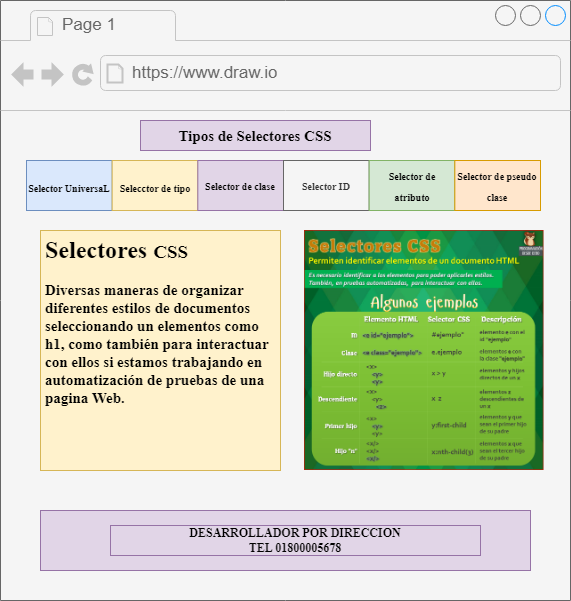 Page 1
https://www.draw.io
Tipos de Selectores CSS
Selector UniversaL
Selecctor de tipo
Selector de clase
Selector ID
Selector de
atributo
Selector de pseudo
clase
Selectores CSS
Diversas maneras de organizar
diferentes estilos de documentos
seleccionando un elementos como
h1, como también para interactuar
con ellos si estamos trabajando en
automatización de pruebas de una
pagina Web.
Selectores CSS
Permiten identificar elementos de un documento HTML
Es necesario identificar a los elementos para poder aplicarles estilos.
También, en pruebas automatizadas, para interactuar con ellos.
Algunos ejemplos
Elemento HTML Selector CSS Descripción
ID <a id="ejemplo"> #ejemplo" elemento a con el
id "ejemplo"
Clase <a class="ejemplo"> a.ejemplo elementos a con
la clase "ejemplo"
Hijo directo <x>
<y>
<y>
x > y elementos y hijos
directos de un x
Descendiente <x>
<y>
<z>
x z elementos z
descendientes de
un x
Primer hijo <x>
<y>
<y>
y:first-child elementos y que
sean el primer hijo
de su padre
Hijo "n" <x>
x:nth-child(3) elementos z que
sean el nth hijo
de su padre
DESARROLLADOR POR DIRECCION
TEL 01800005678